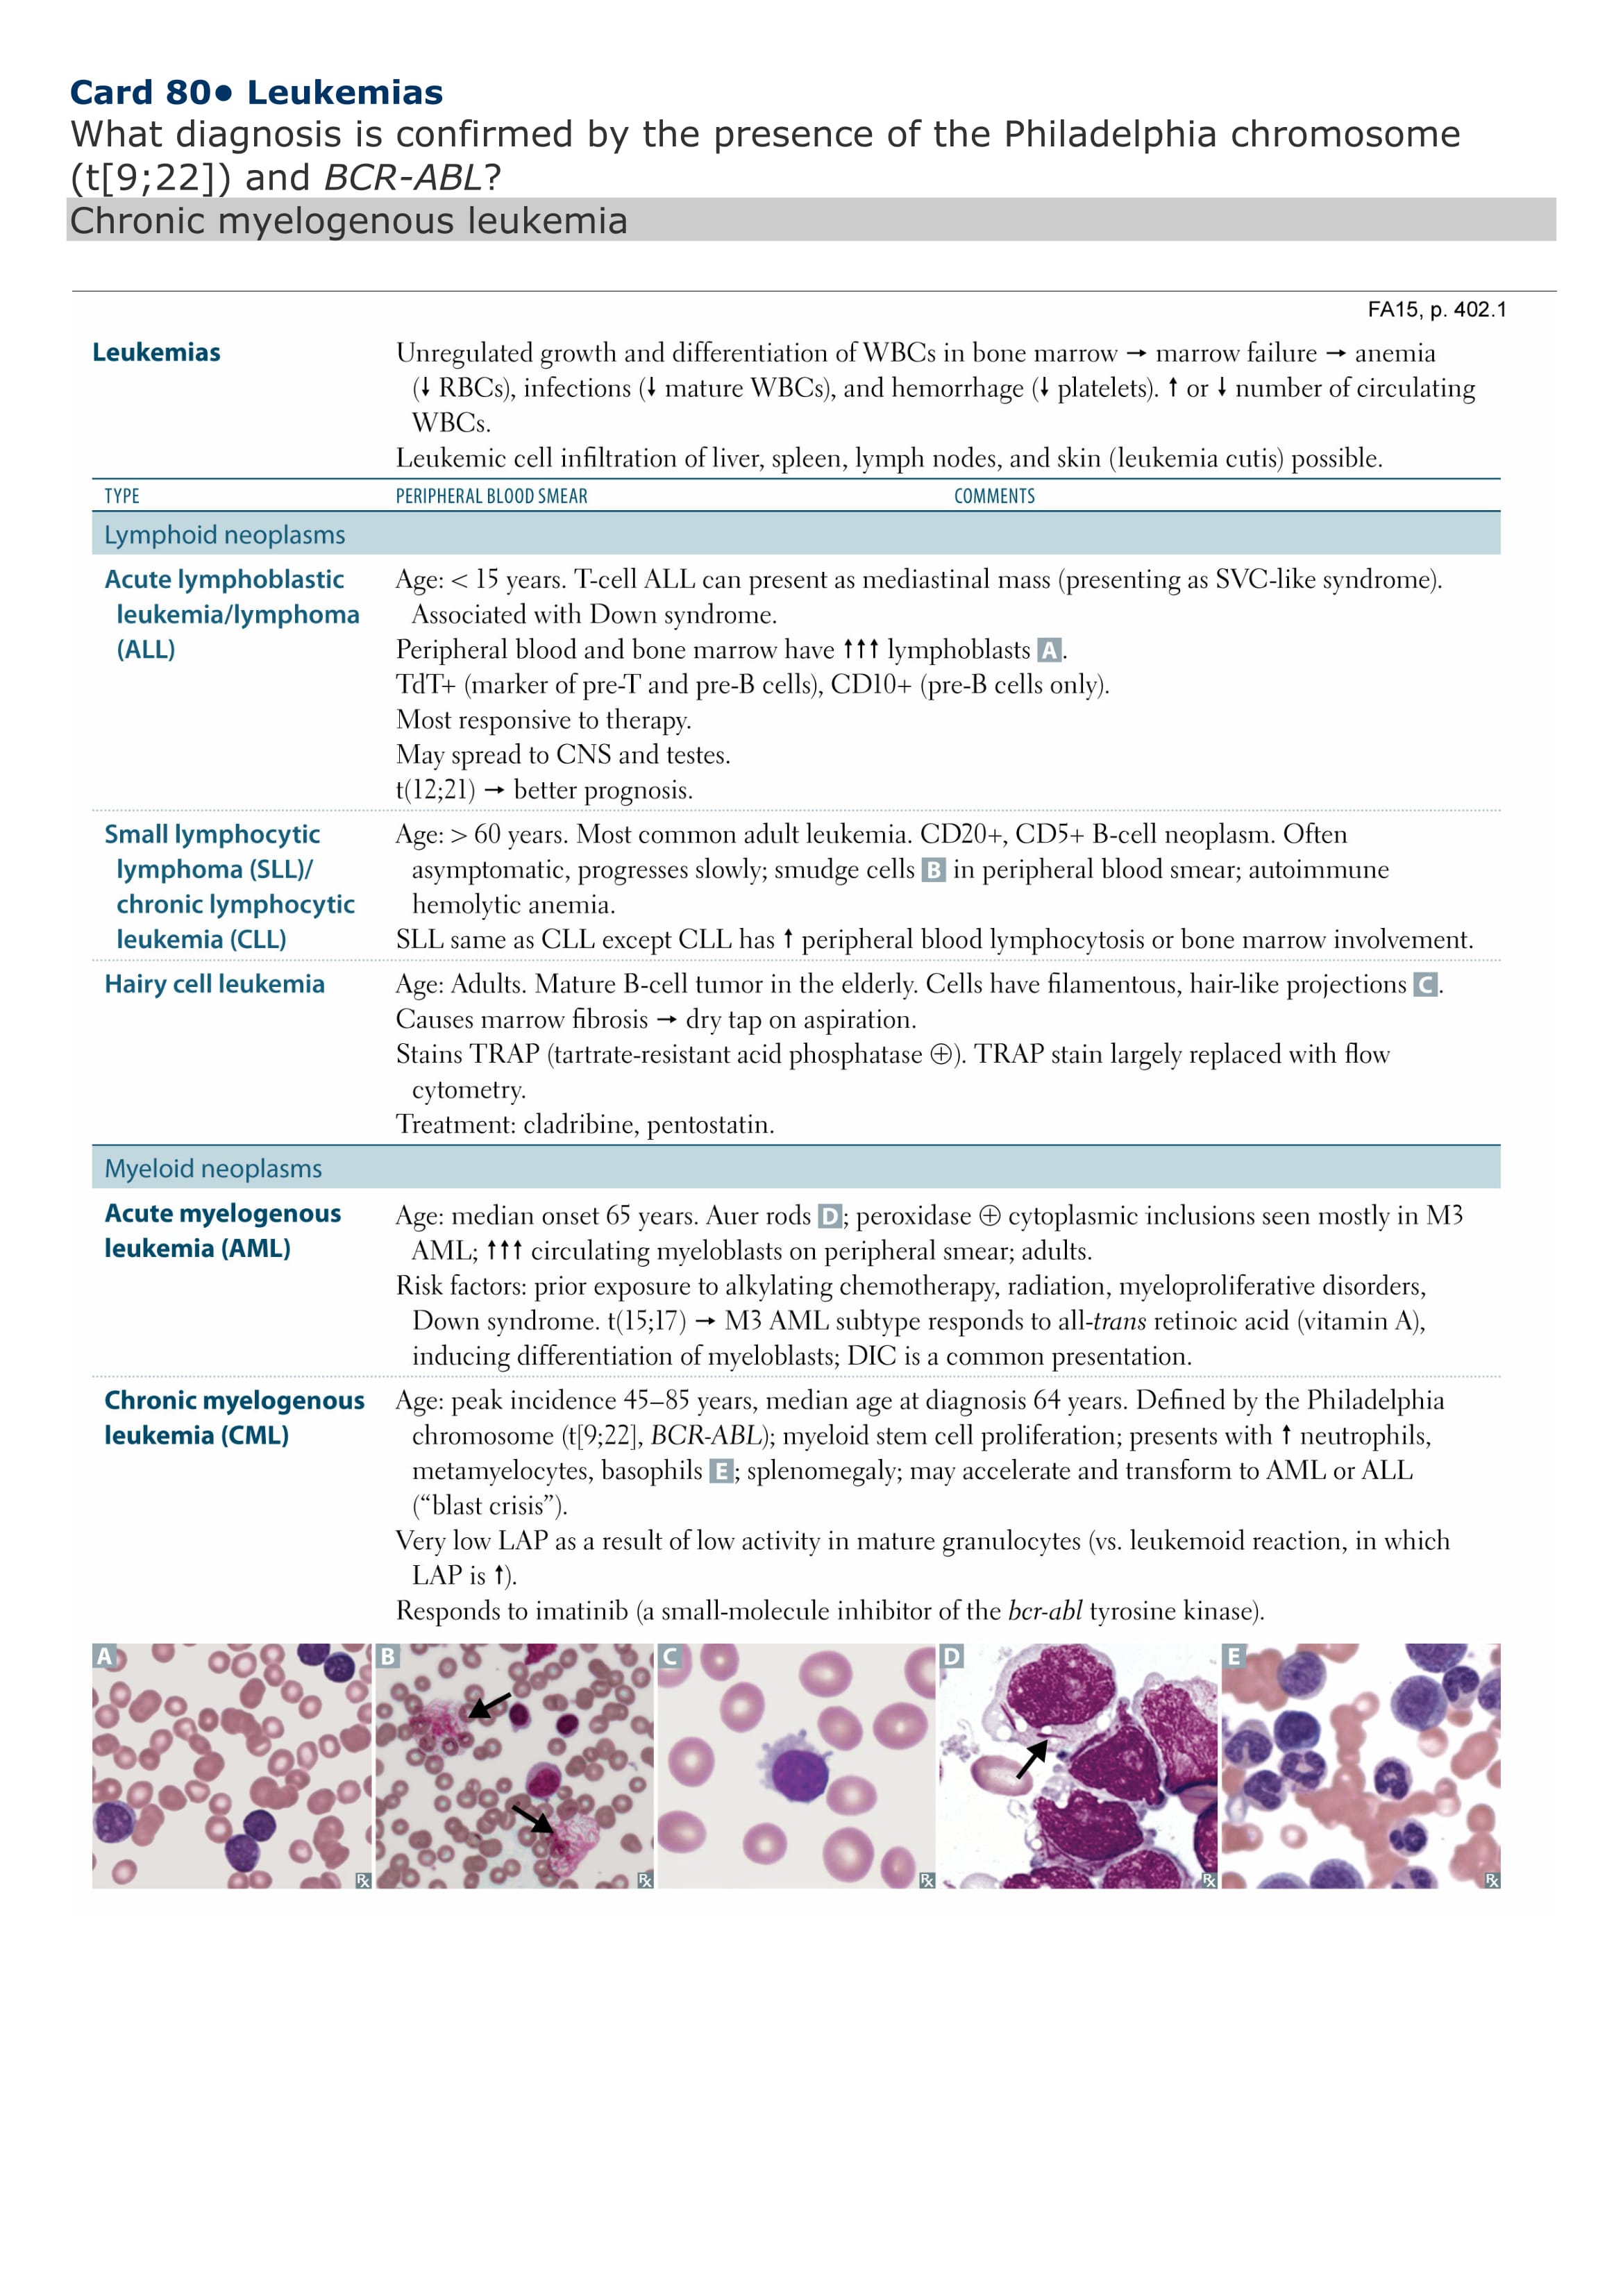 Card 80● Leukemias
What diagnosis is confirmed by the presence of the Philadelphia chromosome
(t[9;22]) and BCR-ABL?
Chronic myelogenous leukemia
FA15, p. 402.1
Leukemias
Unregulated growth and differentiation of WBCs in bone marrow → marrow failure → anemia
(↓ RBCs), infections (↓ mature WBCs), and hemorrhage (↓ platelets). ↑ or ↓ number of circulating
WBCs.
Leukemic cell infiltration of liver, spleen, lymph nodes, and skin (leukemia cutis) possible.
TYPE PERIPHERAL BLOOD SMEAR COMMENTS
Lymphoid neoplasms
Acute lymphoblastic
leukemia/lymphoma
(ALL)
Age: < 15 years. T-cell ALL can present as mediastinal mass (presenting as SVC-like syndrome).
Associated with Down syndrome.
Peripheral blood and bone marrow have ↑↑↑ lymphoblasts A.
TdT+ (marker of pre-T and pre-B cells), CD10+ (pre-B cells only).
Most responsive to therapy.
May spread to CNS and testes.
t(12;21) → better prognosis.
Small lymphocytic
lymphoma (SLL)/
chronic lymphocytic
leukemia (CLL)
Age: > 60 years. Most common adult leukemia. CD20+, CD5+ B-cell neoplasm. Often
asymptomatic, progresses slowly; smudge cells B in peripheral blood smear; autoimmune
hemolytic anemia.
SLL same as CLL except CLL has ↑ peripheral blood lymphocytosis or bone marrow involvement.
Hairy cell leukemia
Age: Adults. Mature B-cell tumor in the elderly. Cells have filamentous, hair-like projections C.
Causes marrow fibrosis → dry tap on aspiration.
Stains TRAP (tartrate-resistant acid phosphatase ⊕). TRAP stain largely replaced with flow
cytometry.
Treatment: cladribine, pentostatin.
Myeloid neoplasms
Acute myelogenous
leukemia (AML)
Age: median onset 65 years. Auer rods D; peroxidase ⊕ cytoplasmic inclusions seen mostly in M3
AML; ↑↑↑ circulating myeloblasts on peripheral smear; adults.
Risk factors: prior exposure to alkylating chemotherapy, radiation, myeloproliferative disorders,
Down syndrome. t(15;17) → M3 AML subtype responds to all-trans retinoic acid (vitamin A),
inducing differentiation of myeloblasts; DIC is a common presentation.
Chronic myelogenous
leukemia (CML)
Age: peak incidence 45–85 years, median age at diagnosis 64 years. Defined by the Philadelphia
chromosome (t[9;22], BCR-ABL); myeloid stem cell proliferation; presents with ↑ neutrophils,
metamyelocytes, basophils E; splenomegaly; may accelerate and transform to AML or ALL
(“blast crisis”).
Very low LAP as a result of low activity in mature granulocytes (vs. leukemoid reaction, in which
LAP is ↑).
Responds to imatinib (a small-molecule inhibitor of the bcr-abl tyrosine kinase).
A B C D E
℞ ℞ ℞ ℞ ℞